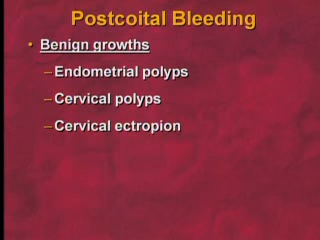 Postcoital Bleeding
• Benign growths
– Endometrial polyps
– Cervical polyps
– Cervical ectropion